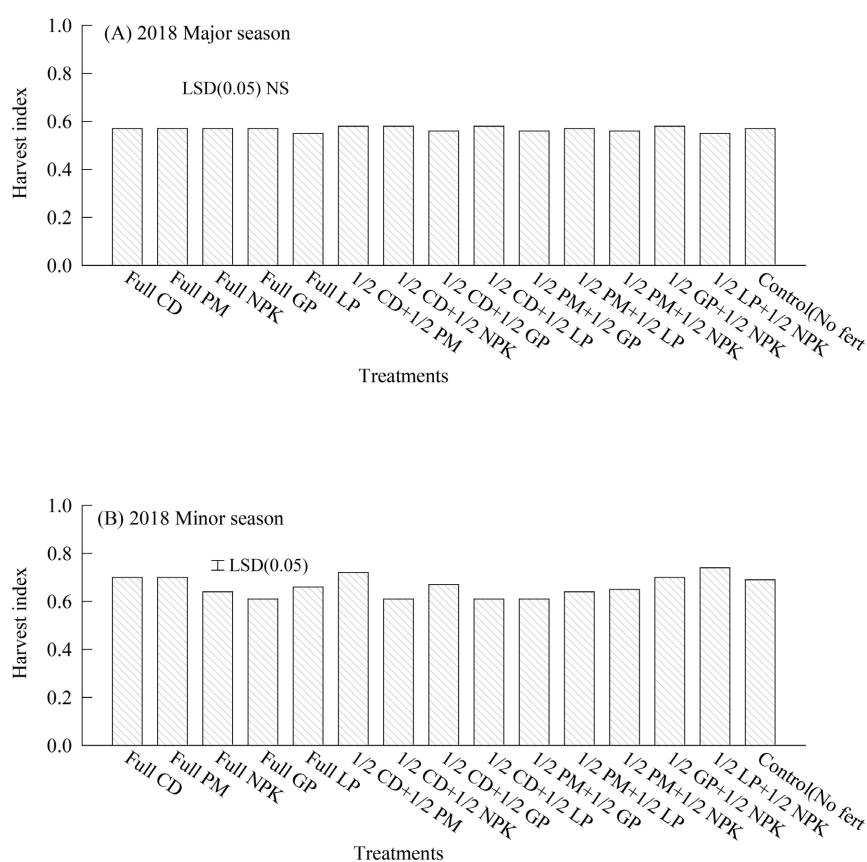 (A) 2018 Major season
LSD(0.05) NS
Harvest index
1.0
0.8
0.6
0.4
0.2
0.0
Full CD
Full PM
Full NPK
Full GP
Full LP
1/2 CD+1/2 PM
1/2 CD+1/2 NPK
1/2 CD+1/2 GP
1/2 CD+1/2 LP
1/2 PM+1/2 GP
1/2 PM+1/2 LP
1/2 PM+1/2 NPK
1/2 GP+1/2 NPK
1/2 LP+1/2 NPK
Control(No fert
Treatments
(B) 2018 Minor season
LSD(0.05)
Harvest index
1.0
0.8
0.6
0.4
0.2
0.0
Full CD
Full PM
Full NPK
Full GP
Full LP
1/2 CD+1/2 PM
1/2 CD+1/2 NPK
1/2 CD+1/2 GP
1/2 CD+1/2 LP
1/2 PM+1/2 GP
1/2 PM+1/2 LP
1/2 PM+1/2 NPK
1/2 GP+1/2 NPK
1/2 LP+1/2 NPK
Control(No fert
Treatments